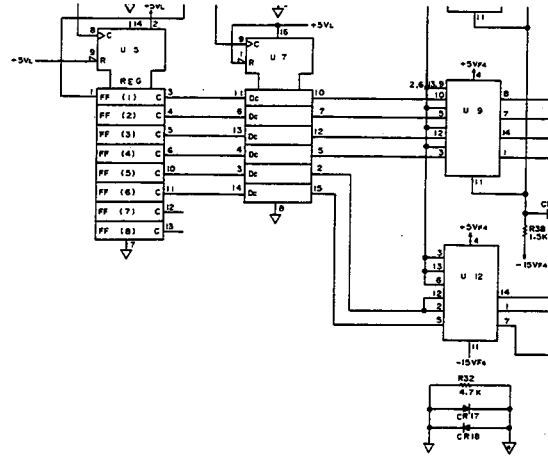 +5VL
14 2
8 C
+5VL 9 R
U 5
REG
1 FF (1) C 3
FF (2) C 4
FF (3) C 5
FF (4) C 6
FF (5) C 10
FF (6) C 11
FF (7) C 12
FF (8) C 13
7
+5VL
16
9 C
1 R
U 7
11 Dc 10
6 Dc 7
13 Dc 12
4 Dc 5
3 Dc 2
14 Dc 15
8
11
+5VF4
4
2,6,13,9
10
5
12
3
U 9
8
7
14
1
11
R38
1.5K
-15VF4
+5VF4
4
3
13
6
12
2
5
U 12
14
1
7
11
-15VF4
R32
4.7K
CR17
CR18